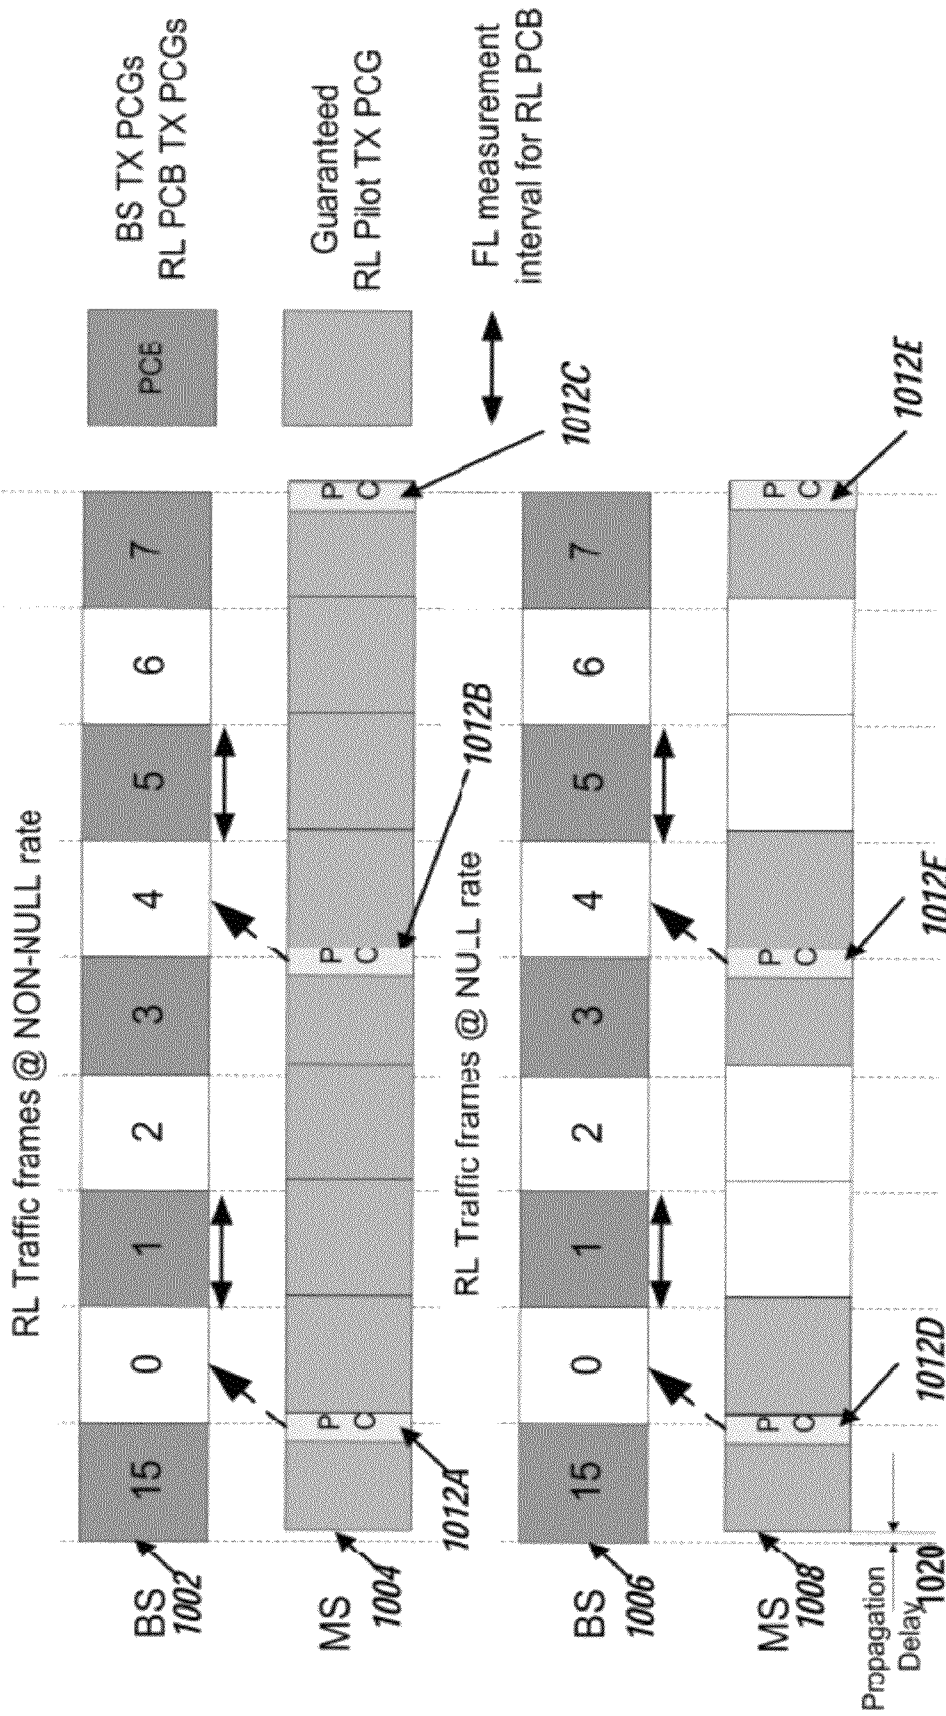 RL Traffic frames @ NON-NULL rate
BS
1002
15 0 1 2 3 4 5 6 7
MS
1004
P C
P C
P C
1012A
1012B
1012C
RL Traffic frames @ NULL rate
BS
1006
15 0 1 2 3 4 5 6 7
MS
1008
P C
P C
P C
1012D
1012F
1012E
Propagation
Delay
1020
PCB
BS TX PCGs
RL PCB TX PCGs
Guaranteed
RL Pilot TX PCG
FL measurement
interval for RL PCB